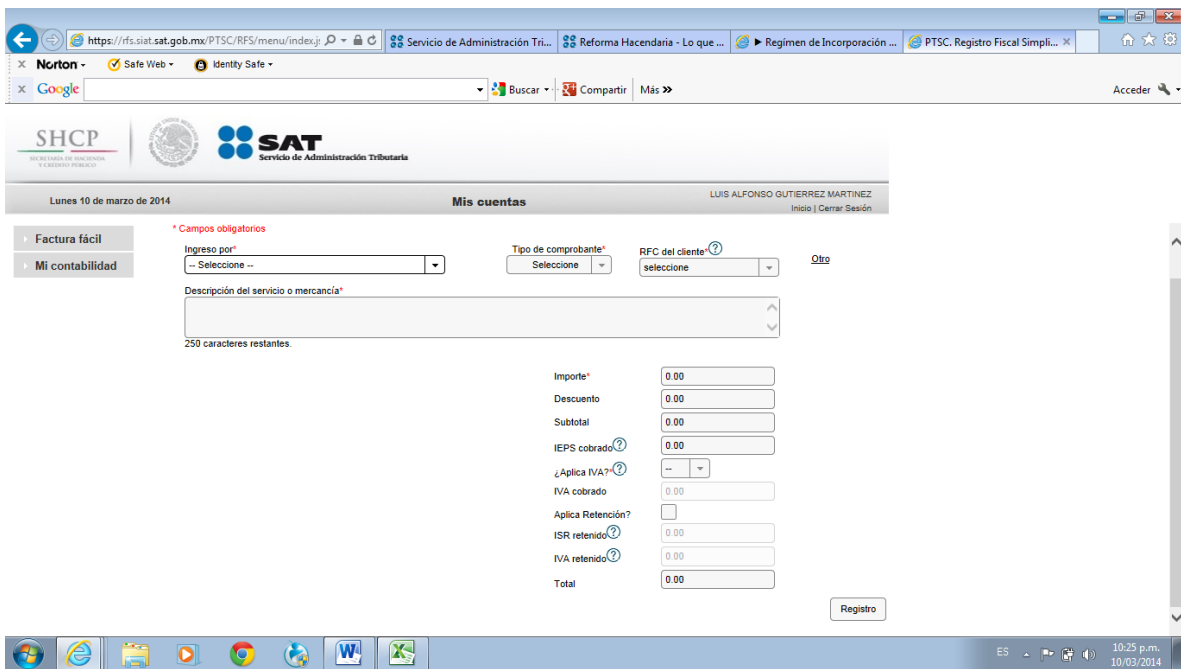 https://rfs.siat.sat.gob.mx/PTSC/RFS/menu/index.j
Servicio de Administración Tri...
Reforma Hacendaria - Lo que ...
► Regímen de Incorporación ...
PTSC. Registro Fiscal Simpli...
Norton
Safe Web
Identity Safe
Google
Buscar
Compartir
Más
Acceder
SHCP
SECRETARÍA DE HACIENDA
Y CRÉDITO PÚBLICO
SAT
Servicio de Administración Tributaria
Lunes 10 de marzo de 2014
Mis cuentas
LUIS ALFONSO GUTIERREZ MARTINEZ
Inicio | Cerrar Sesión
Factura fácil
Mi contabilidad
* Campos obligatorios
Ingreso por*
-- Seleccione --
Tipo de comprobante*
Seleccione
RFC del cliente*?
seleccione
Otro
Descripción del servicio o mercancía*
250 caracteres restantes.
Importe* 0.00
Descuento 0.00
Subtotal 0.00
IEPS cobrado? 0.00
¿Aplica IVA?*? --
IVA cobrado 0.00
Aplica Retención?
ISR retenido? 0.00
IVA retenido? 0.00
Total 0.00
Registro
ES
10:25 p.m.
10/03/2014